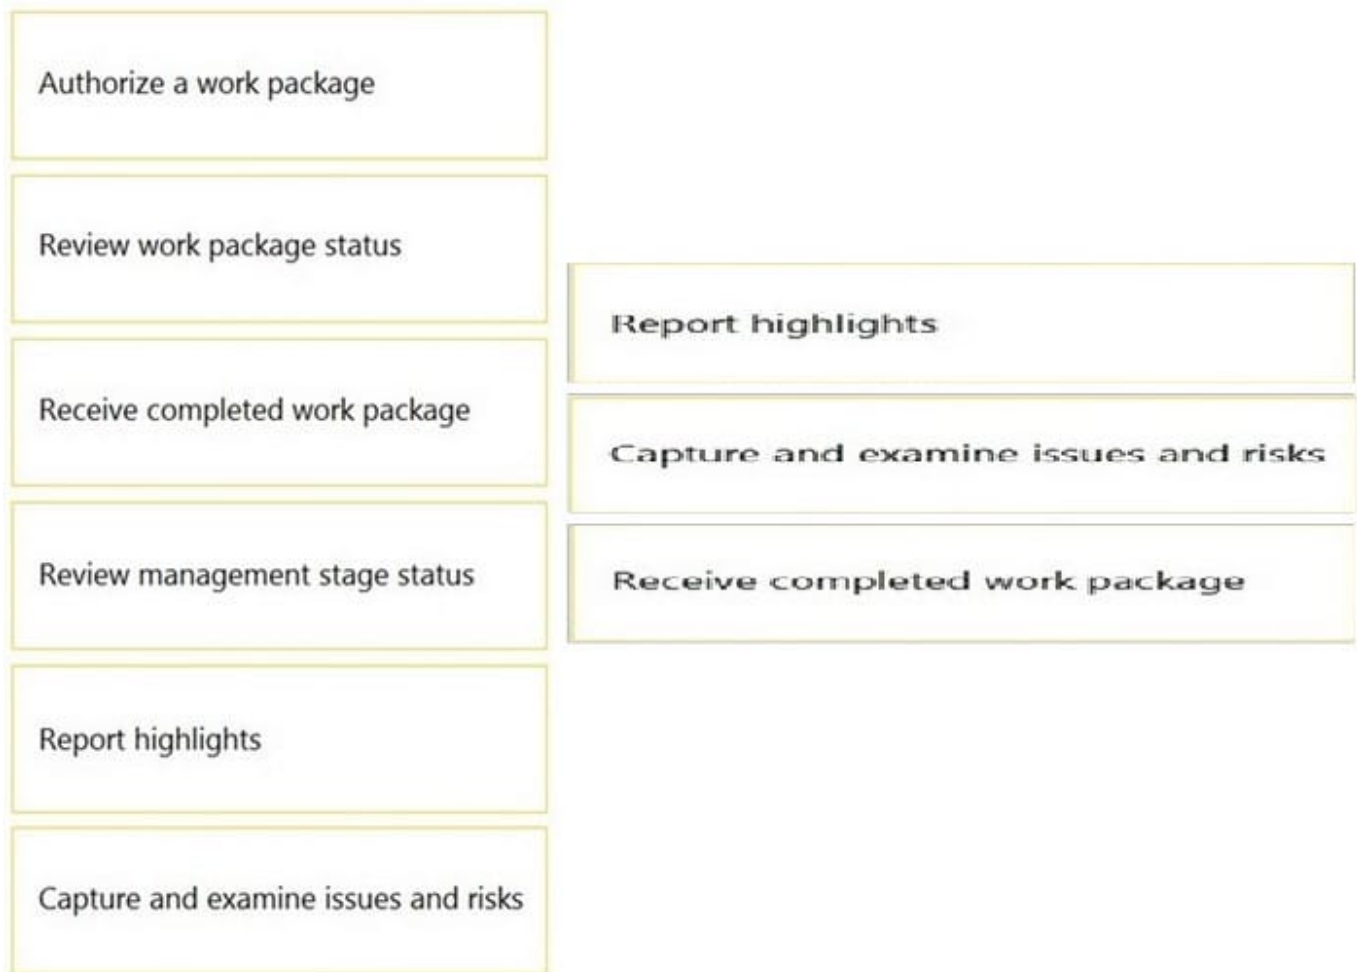 Authorize a work package
Review work package status
Receive completed work package
Review management stage status
Report highlights
Capture and examine issues and risks
Report highlights
Capture and examine issues and risks
Receive completed work package